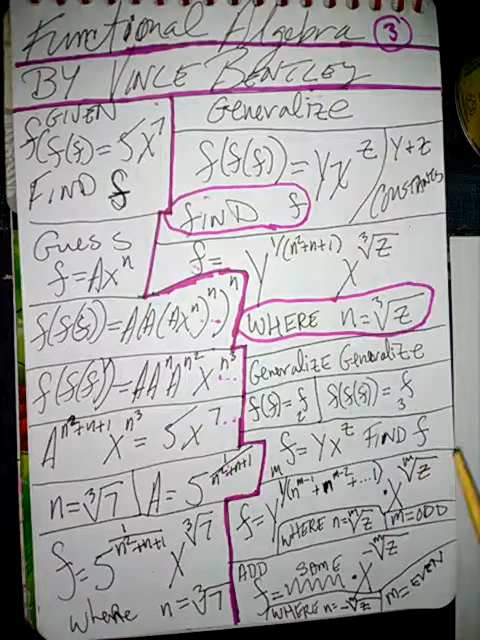 Functional Algebra ③
BY VINCE BENTLEY
GIVEN
f(f(f)) = 5x^7
FIND f
Guess
f = Ax^n
f(f(f)) = A(A(Ax^n)^n)^n
f(f(f)) = AA^nA^{n^2} x^{n^3}
A^{n^2+n+1} x^{n^3} = 5x^7
n = ∛7 | A = 5^{1/(n^2+n+1)}
f = 5^{1/(n^2+n+1)} x^{∛7}
where n = ∛7
Generalize
f(f(f)) = Yx^z / Y + z CONSTANTS
FIND f
f = Y^{1/(n^2+n+1)} x^{∛z}
WHERE n = ∛z
Generalize Generalize
f(f) = f_2 | f(f(f)) = f_3
f_m = Yx^z FIND f
f = Y^{1/(n^{m-1}+n^{m-2}+...1)} · x^{ᵐ√z}
WHERE n = ᵐ√z | m = ODD
ADD
f = SAME · x^{-ᵐ√z}
WHERE n = -ᵐ√z m = EVEN